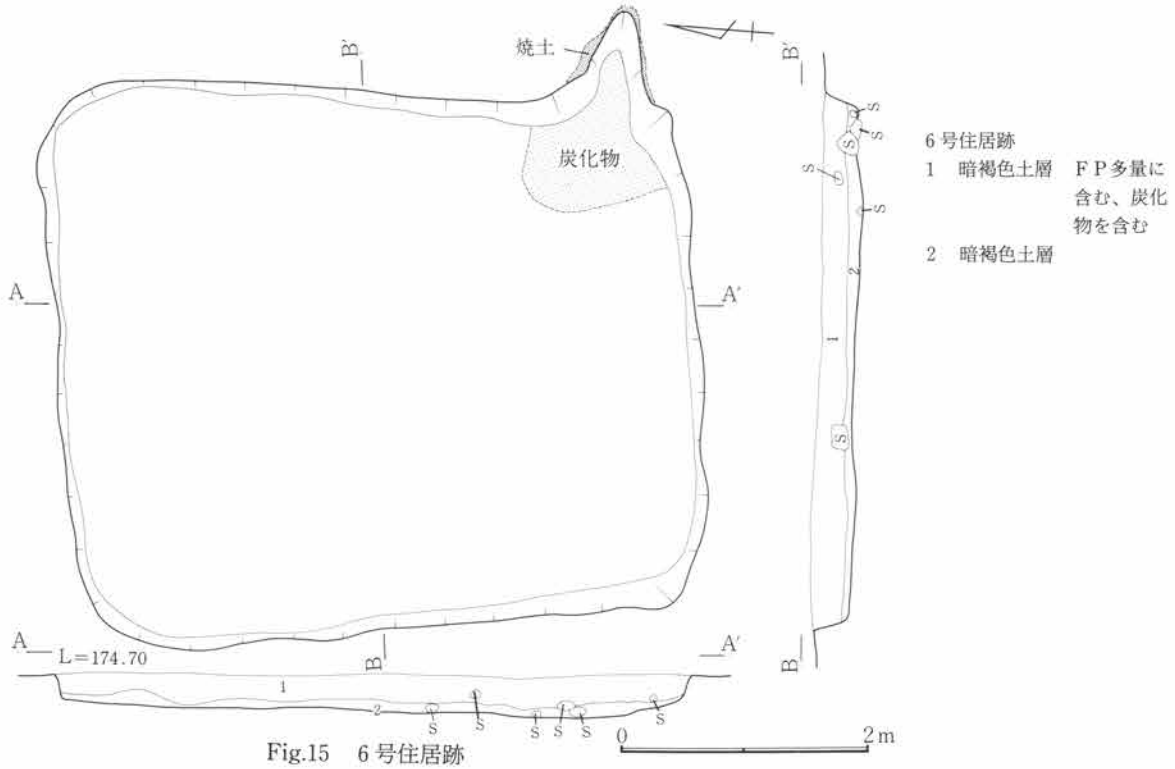 焼土
B'
B'
S
S
S
S
S
炭化物
6号住居跡
1 暗褐色土層 FP多量に
含む、炭化
物を含む
2 暗褐色土層
2
A
A'
1
S
A
L=174.70
B
A'
B
1
2
S
S
S
S
S
S
0
2m
Fig.15 6号住居跡